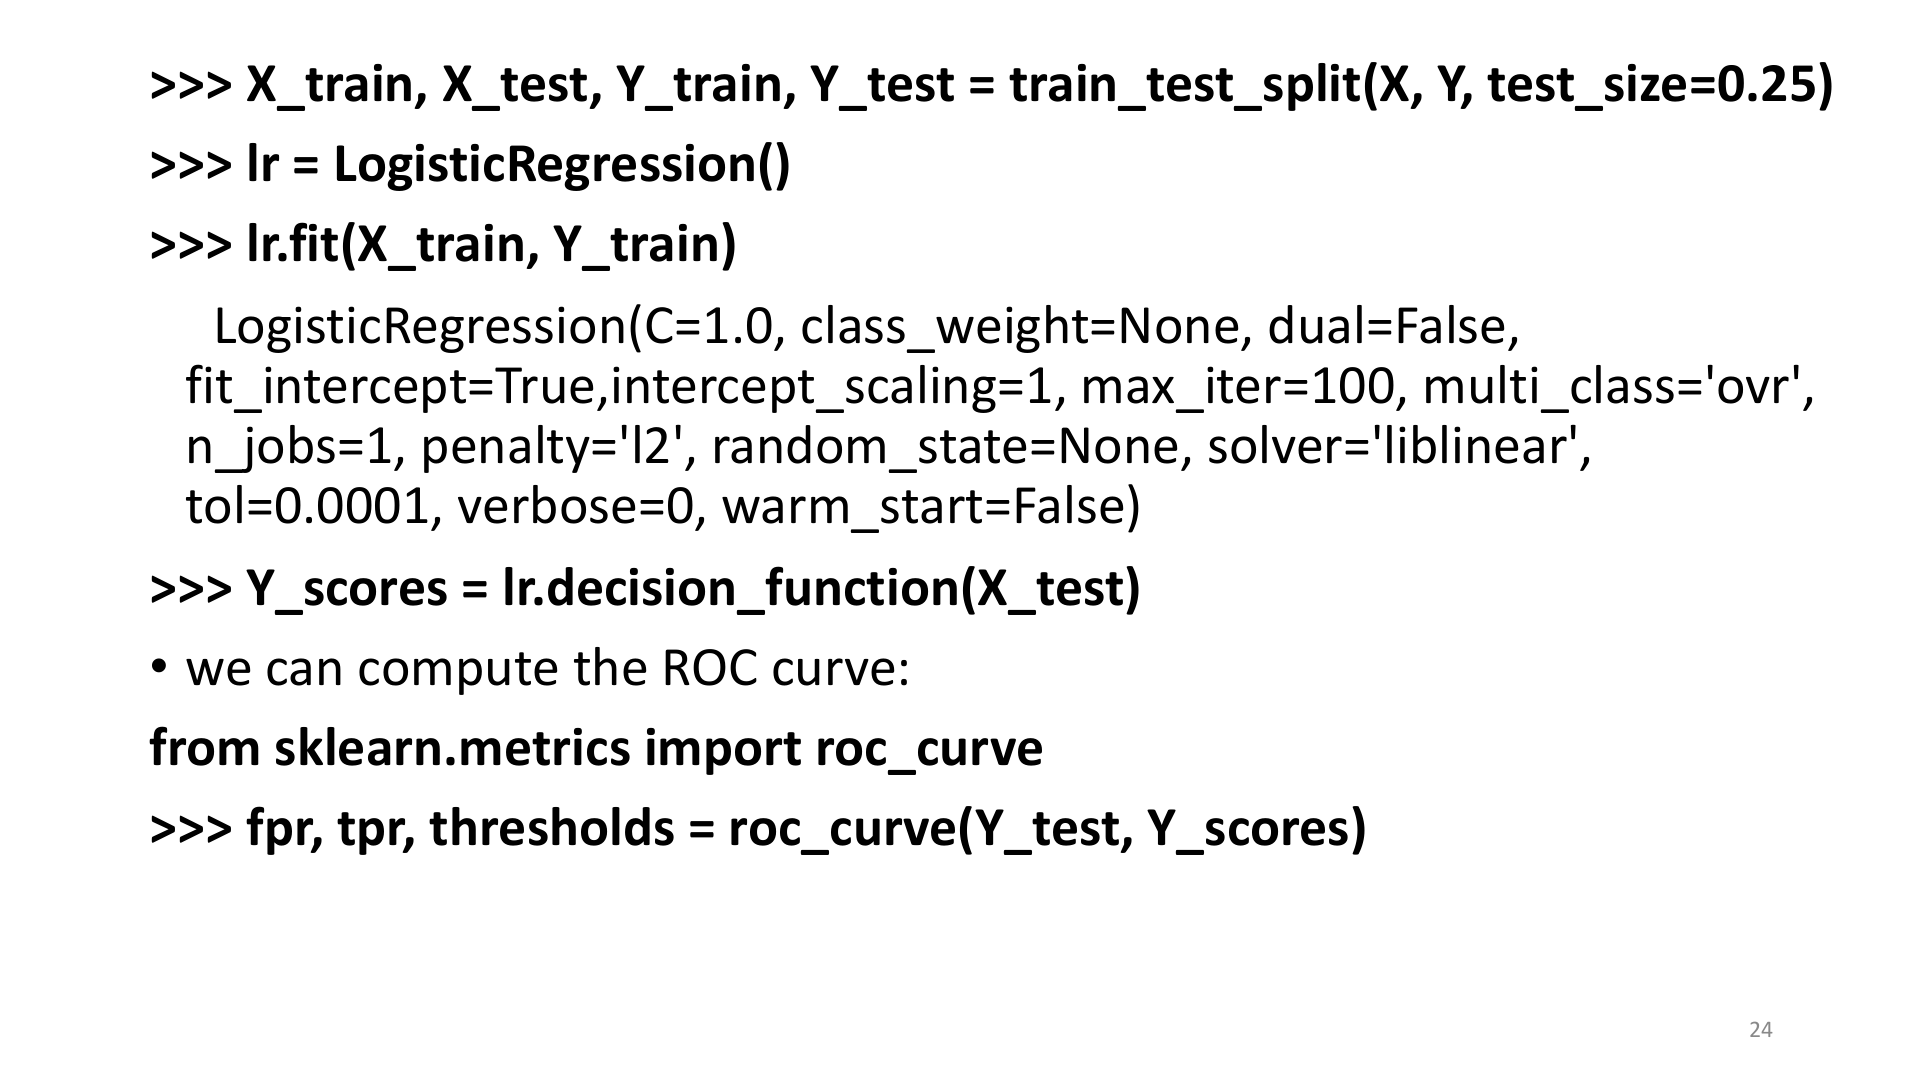 >>> X_train, X_test, Y_train, Y_test = train_test_split(X, Y, test_size=0.25)
>>> lr = LogisticRegression()
>>> lr.fit(X_train, Y_train)
LogisticRegression(C=1.0, class_weight=None, dual=False,
fit_intercept=True,intercept_scaling=1, max_iter=100, multi_class='ovr',
n_jobs=1, penalty='l2', random_state=None, solver='liblinear',
tol=0.0001, verbose=0, warm_start=False)
>>> Y_scores = lr.decision_function(X_test)
• we can compute the ROC curve:
from sklearn.metrics import roc_curve
>>> fpr, tpr, thresholds = roc_curve(Y_test, Y_scores)
24